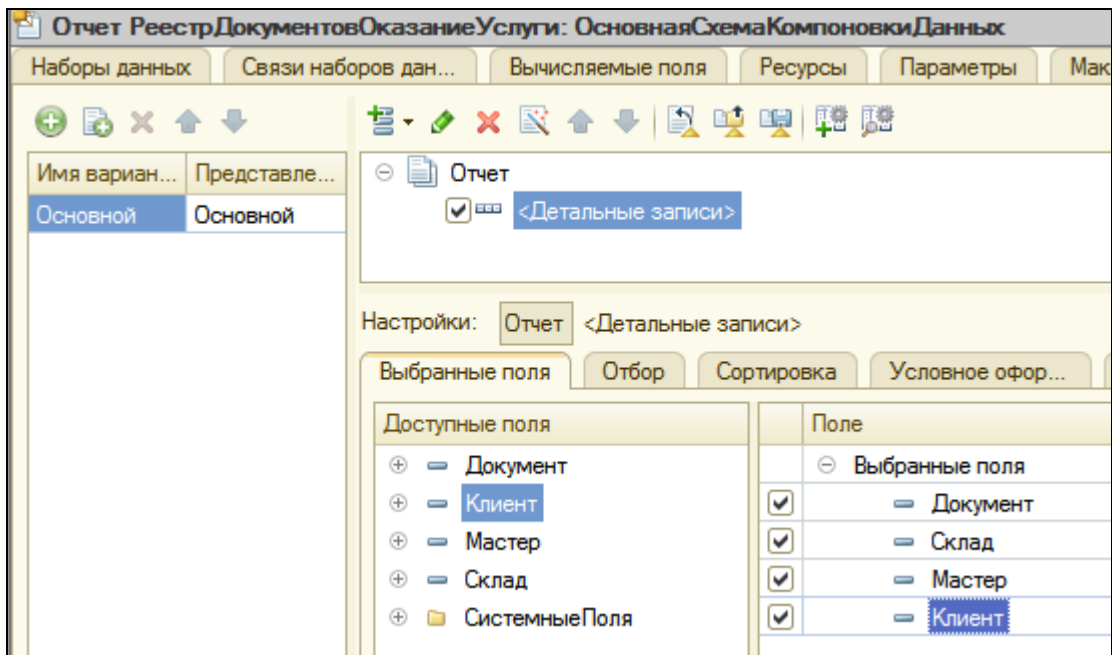 Отчет РеестрДокументовОказаниеУслуги: ОсновнаяСхемаКомпоновкиДанных
Наборы данных Связи наборов дан... Вычисляемые поля Ресурсы Параметры Мак
Имя вариан... Представле...
Основной Основной
Отчет
<Детальные записи>
Настройки: Отчет <Детальные записи>
Выбранные поля Отбор Сортировка Условное офор...
Доступные поля Поле
Документ Выбранные поля
Клиент Документ
Мастер Склад
Склад Мастер
СистемныеПоля Клиент